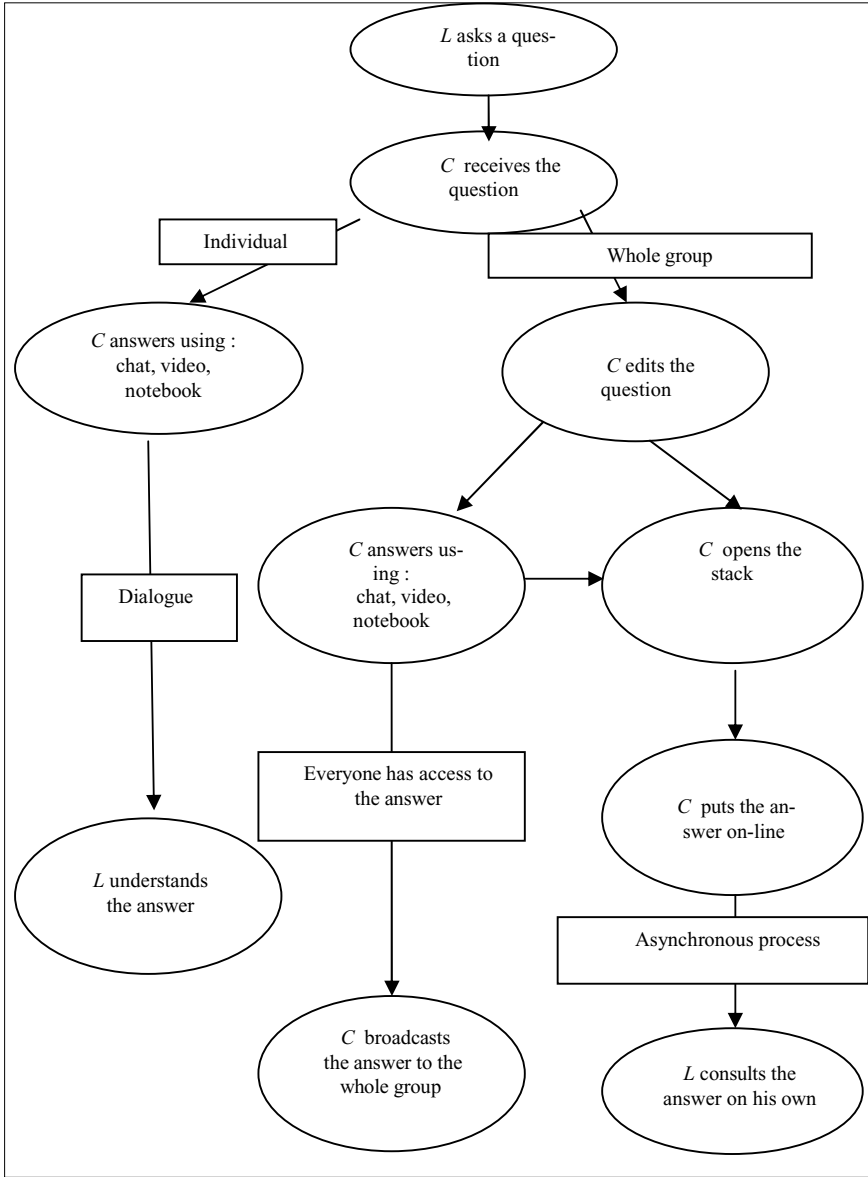 L asks a ques-
tion
C receives the
question
Individual
Whole group
C answers using :
chat, video,
notebook
C edits the
question
C answers us-
ing :
chat, video,
notebook
C opens the
stack
Dialogue
Everyone has access to
the answer
C puts the an-
swer on-line
L understands
the answer
Asynchronous process
C broadcasts
the answer to the
whole group
L consults the
answer on his own